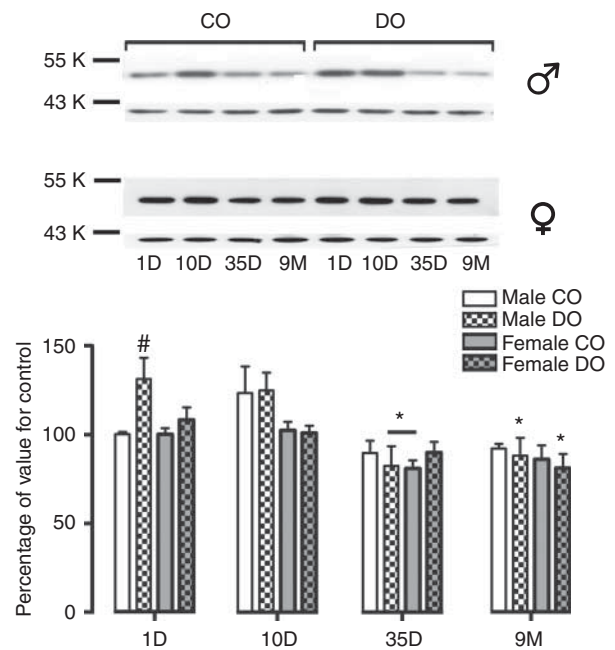 CO DO
55 K
43 K
♂
55 K
43 K
♀
1D 10D 35D 9M 1D 10D 35D 9M
Male CO
Male DO
Female CO
Female DO
Percentage of value for control
150
100
50
0
#
*
*
*
1D 10D 35D 9M